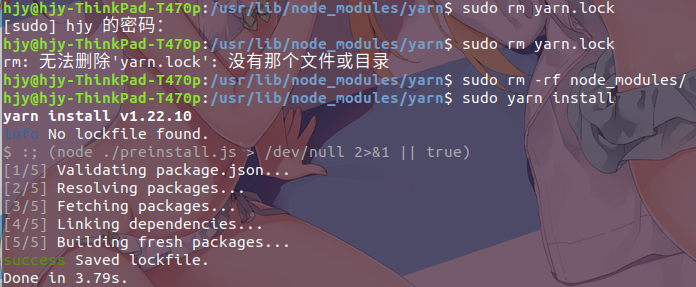 hjy@hjy-ThinkPad-T470p:/usr/lib/node_modules/yarn$ sudo rm yarn.lock
[sudo] hjy 的密码：
hjy@hjy-ThinkPad-T470p:/usr/lib/node_modules/yarn$ sudo rm yarn.lock
rm: 无法删除'yarn.lock': 没有那个文件或目录
hjy@hjy-ThinkPad-T470p:/usr/lib/node_modules/yarn$ sudo rm -rf node_modules/
hjy@hjy-ThinkPad-T470p:/usr/lib/node_modules/yarn$ sudo yarn install
yarn install v1.22.10
info No lockfile found.
$ :; (node ./preinstall.js > /dev/null 2>&1 || true)
[1/5] Validating package.json...
[2/5] Resolving packages...
[3/5] Fetching packages...
[4/5] Linking dependencies...
[5/5] Building fresh packages...
success Saved lockfile.
Done in 3.79s.